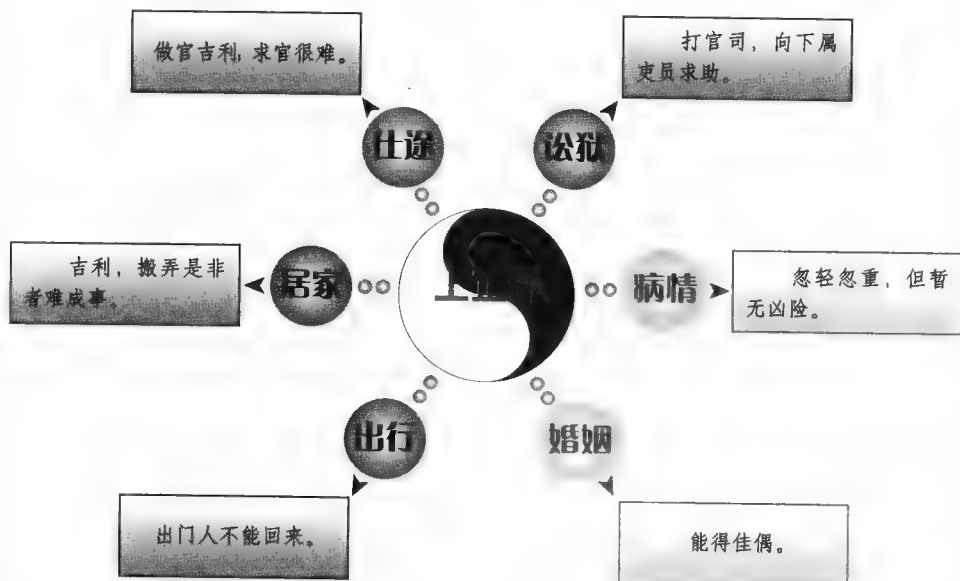 做官吉利，求官很难。
打官司，向下属
吏员求助。
仕途
讼狱
吉利，搬弄是非
者难成事。
居家
病情
忽轻忽重，但暂
无凶险。
出行
婚姻
出门人不能回来。
能得佳偶。